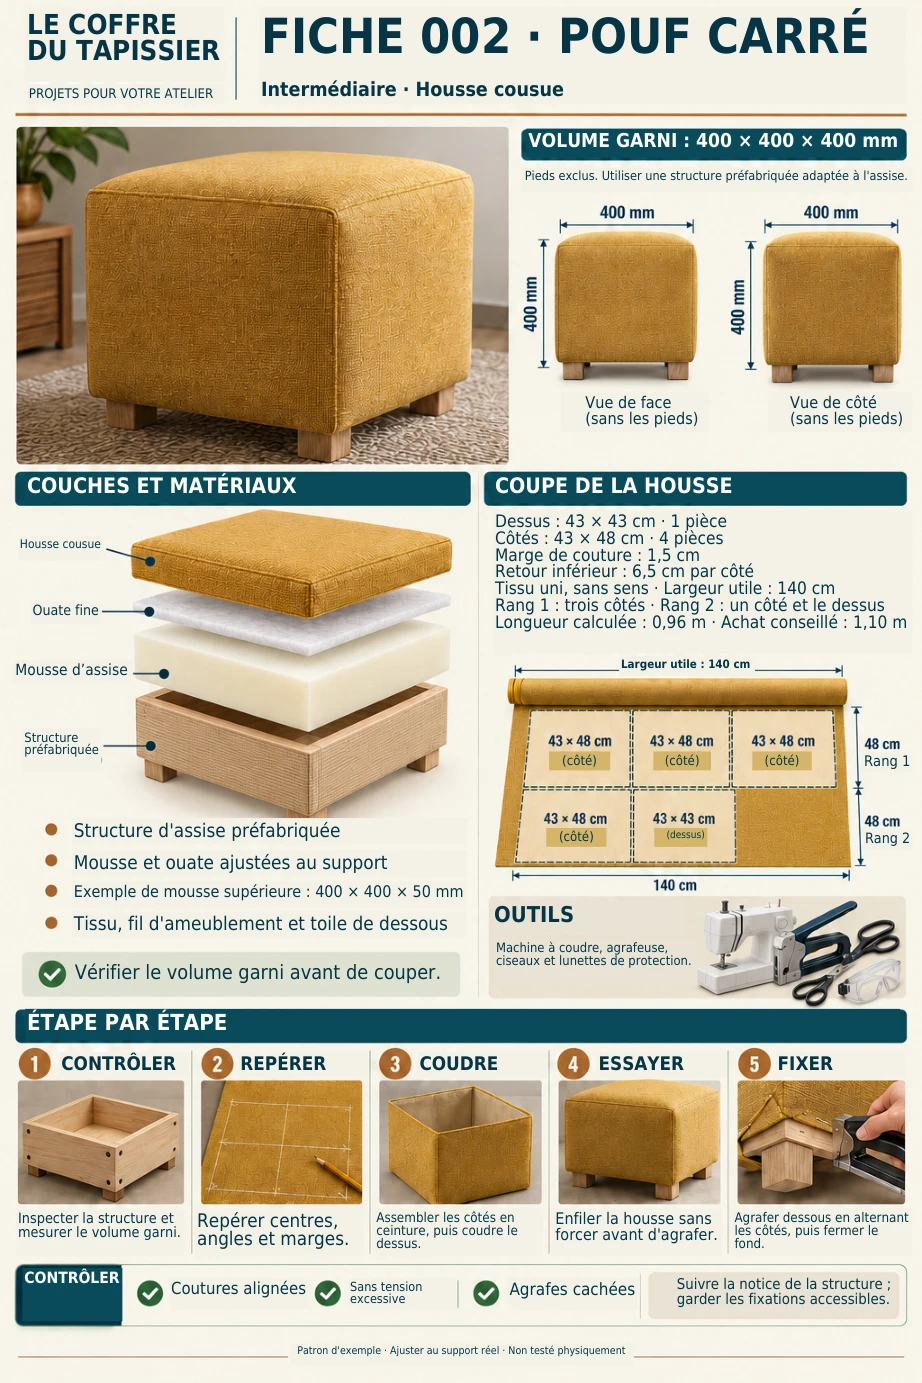 LE COFFRE
DU TAPISSIER
PROJETS POUR VOTRE ATELIER
FICHE 002 · POUF CARRÉ
Intermédiaire · Housse cousue
VOLUME GARNI : 400 × 400 × 400 mm
Pieds exclus. Utiliser une structure préfabriquée adaptée à l'assise.
400 mm
400 mm
400 mm
400 mm
Vue de face
(sans les pieds)
Vue de côté
(sans les pieds)
COUCHES ET MATÉRIAUX
Housse cousue
Ouate fine
Mousse d’assise
Structure
préfabriquée
Structure d'assise préfabriquée
Mousse et ouate ajustées au support
Exemple de mousse supérieure : 400 × 400 × 50 mm
Tissu, fil d'ameublement et toile de dessous
Vérifier le volume garni avant de couper.
COUPE DE LA HOUSSE
Dessus : 43 × 43 cm · 1 pièce
Côtés : 43 × 48 cm · 4 pièces
Marge de couture : 1,5 cm
Retour inférieur : 6,5 cm par côté
Tissu uni, sans sens · Largeur utile : 140 cm
Rang 1 : trois côtés · Rang 2 : un côté et le dessus
Longueur calculée : 0,96 m · Achat conseillé : 1,10 m
Largeur utile : 140 cm
43 × 48 cm
(côté)
43 × 48 cm
(côté)
43 × 48 cm
(côté)
48 cm
Rang 1
43 × 48 cm
(côté)
43 × 43 cm
(dessus)
48 cm
Rang 2
140 cm
OUTILS
Machine à coudre, agrafeuse,
ciseaux et lunettes de protection.
ÉTAPE PAR ÉTAPE
1 CONTRÔLER
Inspecter la structure et
mesurer le volume garni.
2 REPÉRER
Repérer centres,
angles et marges.
3 COUDRE
Assembler les côtés en
ceinture, puis coudre le
dessus.
4 ESSAYER
Enfiler la housse sans
forcer avant d'agrafer.
5 FIXER
Agrafer dessous en alternant
les côtés, puis fermer le
fond.
CONTRÔLER
Coutures alignées
Sans tension
excessive
Agrafes cachées
Suivre la notice de la structure ;
garder les fixations accessibles.
Patron d'exemple · Ajuster au support réel · Non testé physiquement